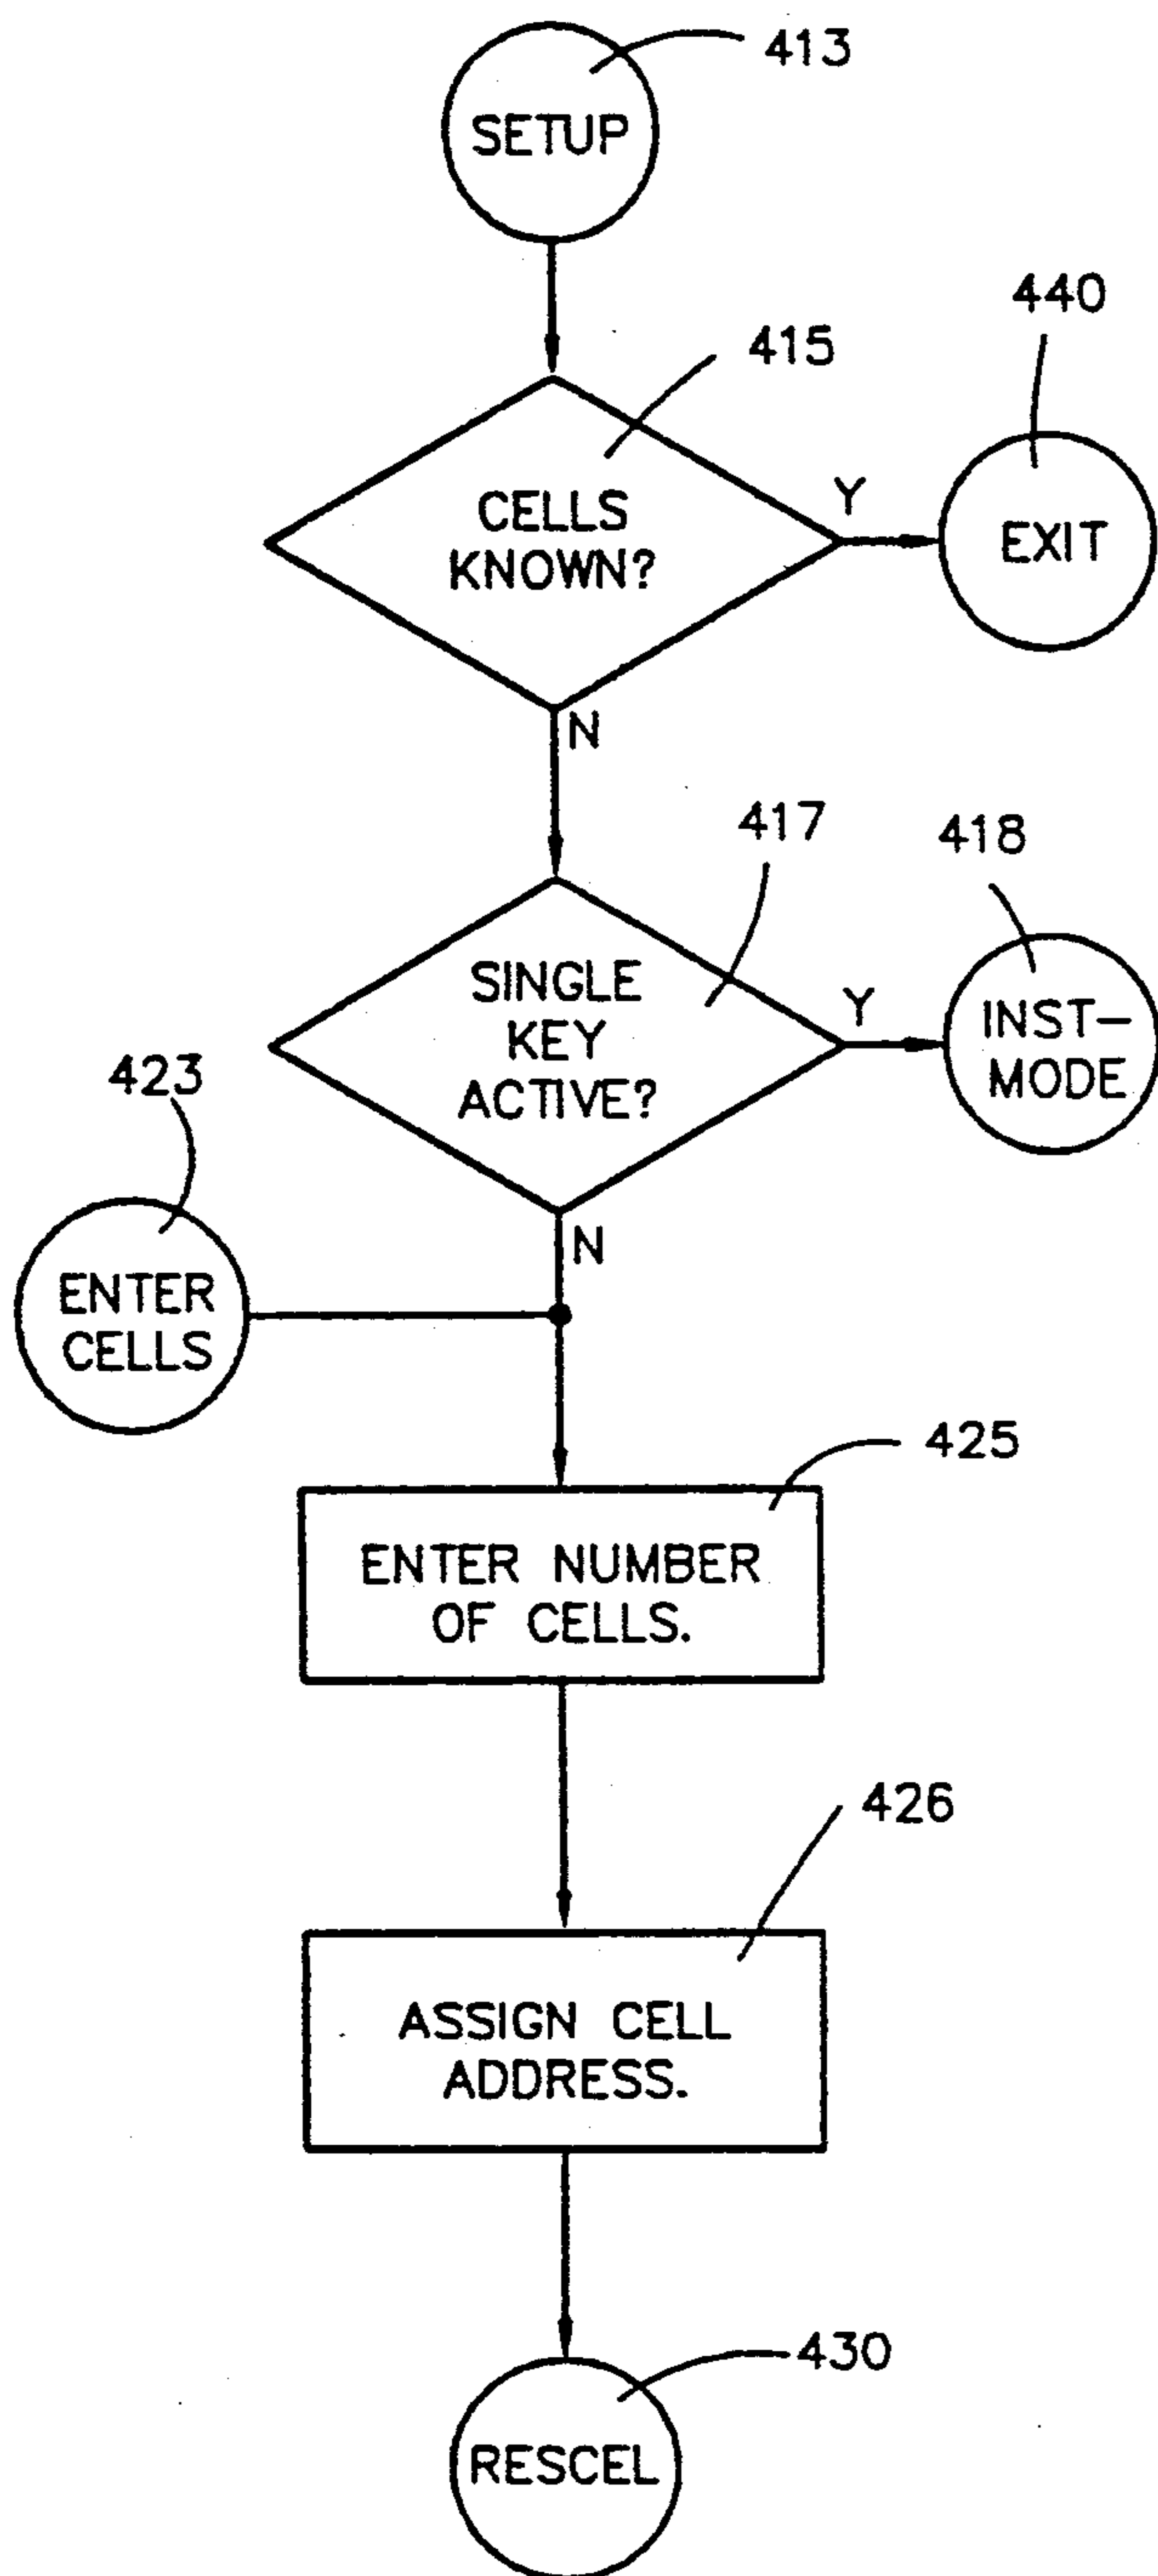 413
SETUP
440
415
CELLS
KNOWN?
Y
EXIT
N
417
418
SINGLE
KEY
ACTIVE?
Y
INST-
MODE
423
N
ENTER
CELLS
425
ENTER NUMBER
OF CELLS.
426
ASSIGN CELL
ADDRESS.
430
RESCEL